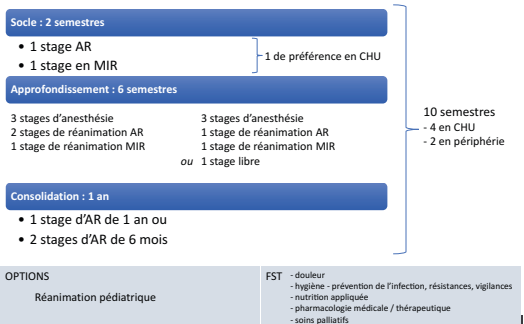 Socle : 2 semestres
• 1 stage AR
• 1 stage en MIR
1 de préférence en CHU
Approfondissement : 6 semestres
3 stages d'anesthésie
2 stages de réanimation AR
1 stage de réanimation MIR
3 stages d'anesthésie
1 stage de réanimation AR
1 stage de réanimation MIR
ou 1 stage libre
10 semestres
- 4 en CHU
- 2 en périphérie
Consolidation : 1 an
• 1 stage d'AR de 1 an ou
• 2 stages d'AR de 6 mois
OPTIONS
Réanimation pédiatrique
FST - douleur
- hygiène - prévention de l'infection, résistances, vigilances
- nutrition appliquée
- pharmacologie médicale / thérapeutique
- soins palliatifs